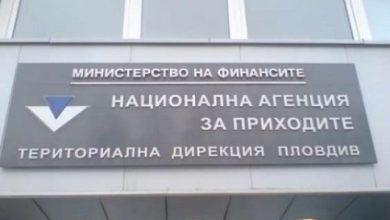 МИНИСТЕРСТВО НА ФИНАНСИТЕ
НАЦИОНАЛНА АГЕНЦИЯ
ЗА ПРИХОДИТЕ
ТЕРИТОРИАЛНА ДИРЕКЦИЯ ПЛОВДИВ